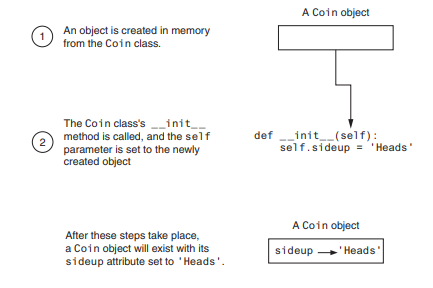 A Coin object
1
An object is created in memory
from the Coin class.
The Coin class's __init__
method is called, and the self
2
parameter is set to the newly
created object
def __init__(self):
self.sideup = 'Heads'
After these steps take place,
a Coin object will exist with its
sideup attribute set to 'Heads'.
A Coin object
sideup 'Heads'